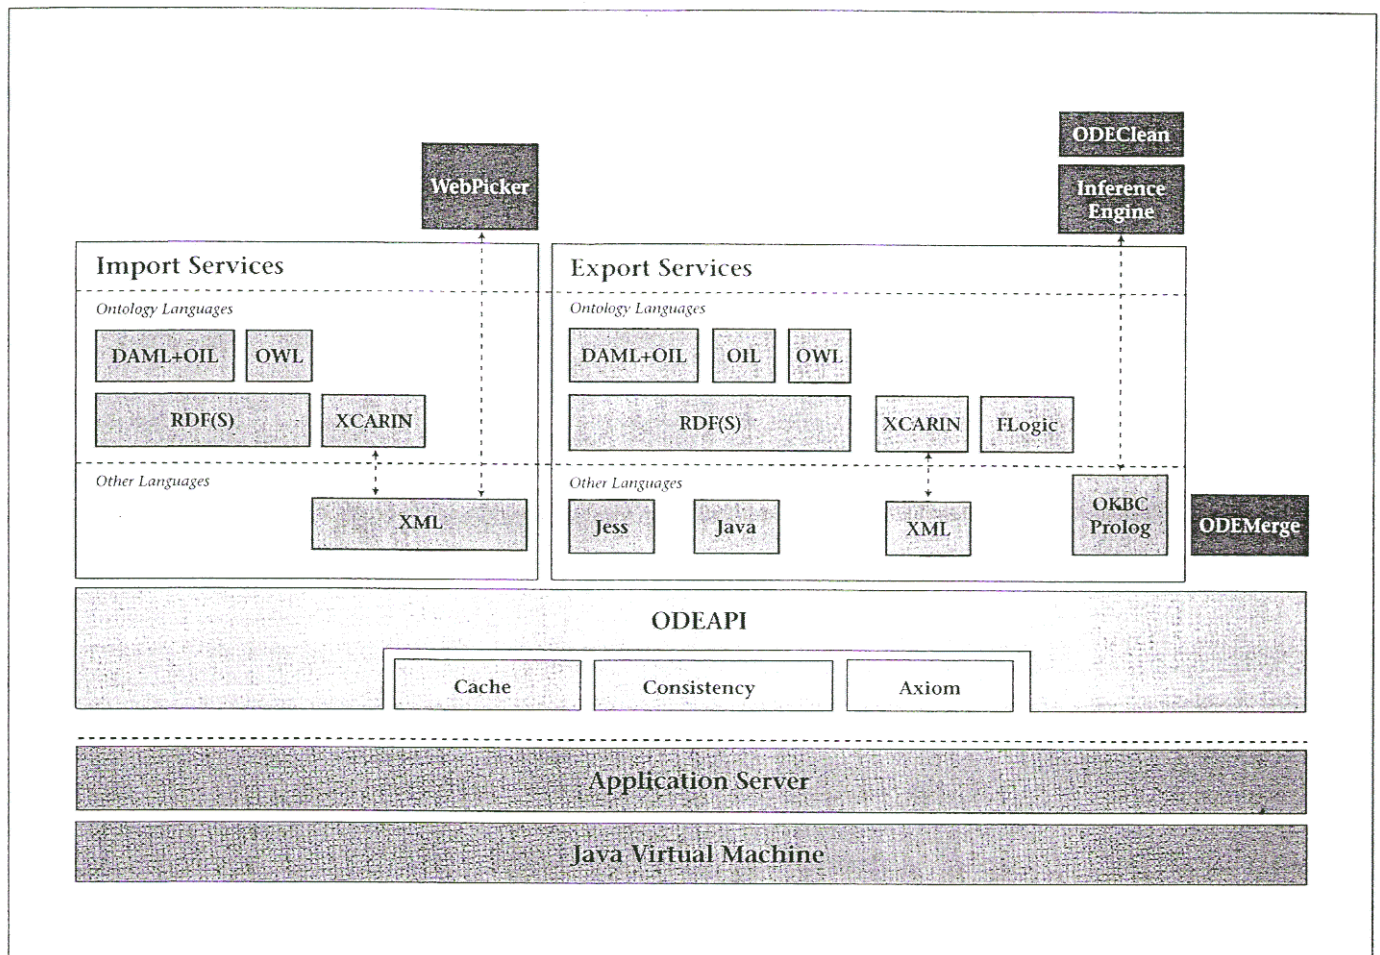 ODEClean
WebPicker
Inference
Engine
Import Services
Export Services
Ontology Languages
Ontology Languages
DAML+OIL
OWL
DAML+OIL
OIL
OWL
RDF(S)
XCARIN
RDF(S)
XCARIN
FLogic
Other Languages
Other Languages
XML
Jess
Java
XML
OKBC
Prolog
ODEMerge
ODEAPI
Cache
Consistency
Axiom
Application Server
Java Virtual Machine